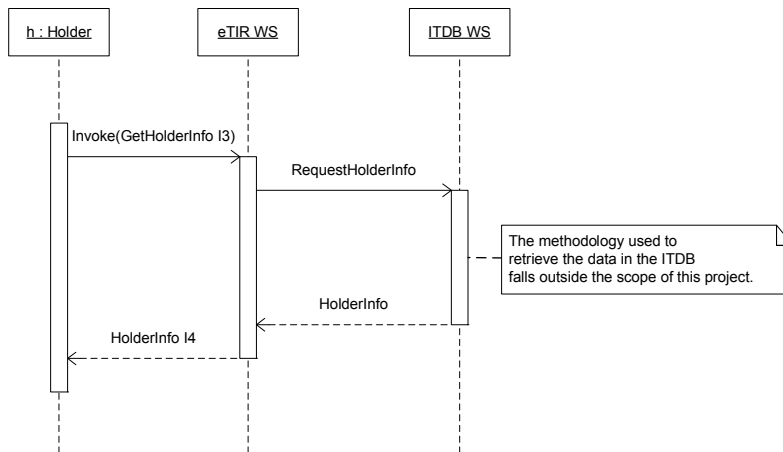 h : Holder
eTIR WS
ITDB WS
Invoke(GetHolderInfo I3)
RequestHolderInfo
The methodology used to
retrieve the data in the ITDB
falls outside the scope of this project.
HolderInfo
HolderInfo I4